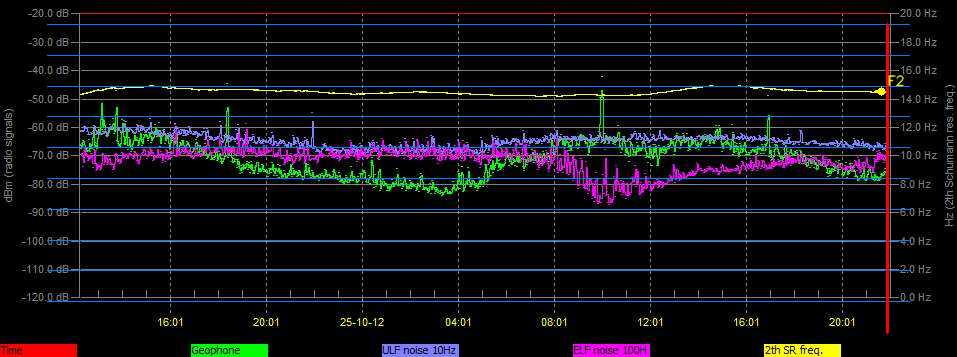 -20.0 dB
-30.0 dB
-40.0 dB
-50.0 dB
-60.0 dB
-70.0 dB
-80.0 dB
-90.0 dB
-100.0 dB
-110.0 dB
-120.0 dB
dBm (radio signals)
20.0 Hz
18.0 Hz
16.0 Hz
14.0 Hz
12.0 Hz
10.0 Hz
8.0 Hz
6.0 Hz
4.0 Hz
2.0 Hz
0.0 Hz
Hz (2th Schumann res. freq.)
F2
16:01 20:01 25-10-12 04:01 08:01 12:01 16:01 20:01
Time Geophone ULF noise 10Hz ELF noise 100H 2th SR freq.